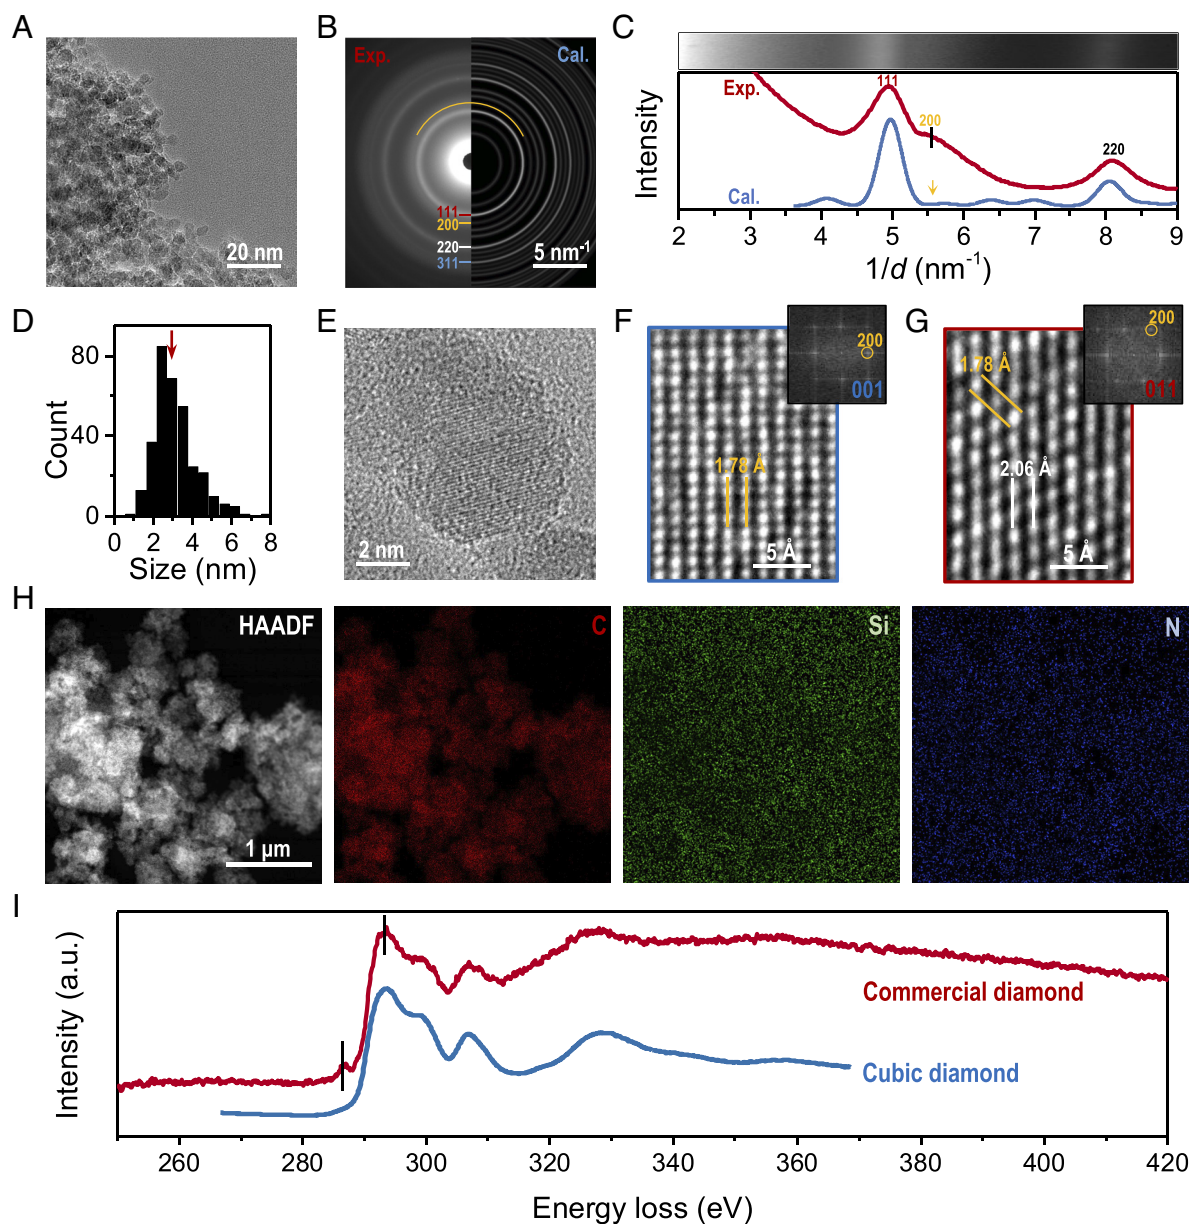 A
20 nm
B
Exp.
Cal.
111
200
220
311
5 nm-1
C
Exp.
111
200
220
Cal.
Intensity
2 3 4 5 6 7 8 9
1/d (nm-1)
D
80
40
0
Count
0 2 4 6 8
Size (nm)
E
2 nm
F
200
001
1.78 Å
5 Å
G
200
011
1.78 Å
2.06 Å
5 Å
H
HAADF
1 μm
C
Si
N
I
Intensity (a.u.)
Commercial diamond
Cubic diamond
260 280 300 320 340 360 380 400 420
Energy loss (eV)